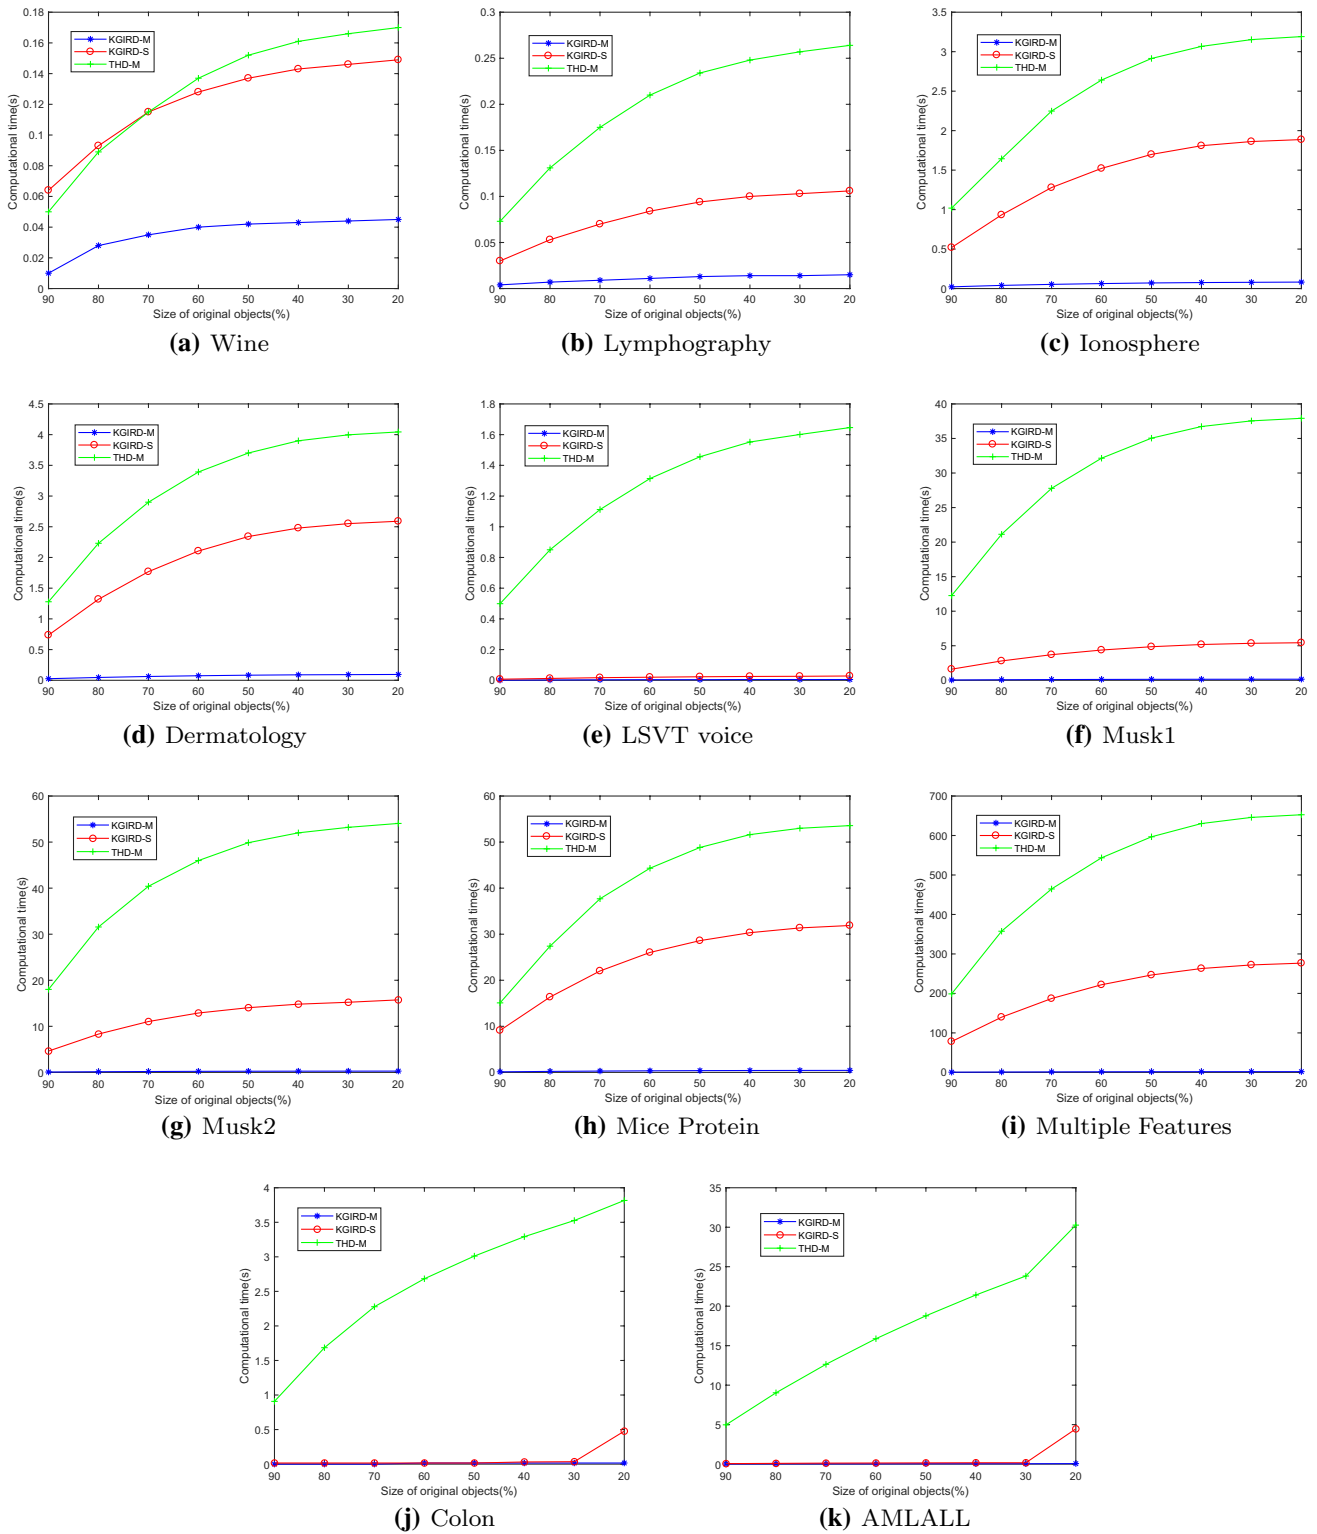 0.18
0.16
0.14
0.12
0.1
0.08
0.06
0.04
0.02
0
Computational time(s)
KGIRD-M
KGIRD-S
THD-M
90 80 70 60 50 40 30 20
Size of original objects(%)
(a) Wine
0.3
0.25
0.2
0.15
0.1
0.05
0
Computational time(s)
KGIRD-M
KGIRD-S
THD-M
90 80 70 60 50 40 30 20
Size of original objects(%)
(b) Lymphography
3.5
3
2.5
2
1.5
1
0.5
0
Computational time(s)
KGIRD-M
KGIRD-S
THD-M
90 80 70 60 50 40 30 20
Size of original objects(%)
(c) Ionosphere
4.5
4
3.5
3
2.5
2
1.5
1
0.5
0
Computational time(s)
KGIRD-M
KGIRD-S
THD-M
90 80 70 60 50 40 30 20
Size of original objects(%)
(d) Dermatology
1.8
1.6
1.4
1.2
1
0.8
0.6
0.4
0.2
0
Computational time(s)
KGIRD-M
KGIRD-S
THD-M
90 80 70 60 50 40 30 20
Size of original objects(%)
(e) LSVT voice
40
35
30
25
20
15
10
5
0
Computational time(s)
KGIRD-M
KGIRD-S
THD-M
90 80 70 60 50 40 30 20
Size of original objects(%)
(f) Musk1
60
50
40
30
20
10
0
Computational time(s)
KGIRD-M
KGIRD-S
THD-M
90 80 70 60 50 40 30 20
Size of original objects(%)
(g) Musk2
60
50
40
30
20
10
0
Computational time(s)
KGIRD-M
KGIRD-S
THD-M
90 80 70 60 50 40 30 20
Size of original objects(%)
(h) Mice Protein
700
600
500
400
300
200
100
0
Computational time(s)
KGIRD-M
KGIRD-S
THD-M
90 80 70 60 50 40 30 20
Size of original objects(%)
(i) Multiple Features
4
3.5
3
2.5
2
1.5
1
0.5
0
Computational time(s)
KGIRD-M
KGIRD-S
THD-M
90 80 70 60 50 40 30 20
Size of original objects(%)
(j) Colon
35
30
25
20
15
10
5
0
Computational time(s)
KGIRD-M
KGIRD-S
THD-M
90 80 70 60 50 40 30 20
Size of original objects(%)
(k) AMLALL